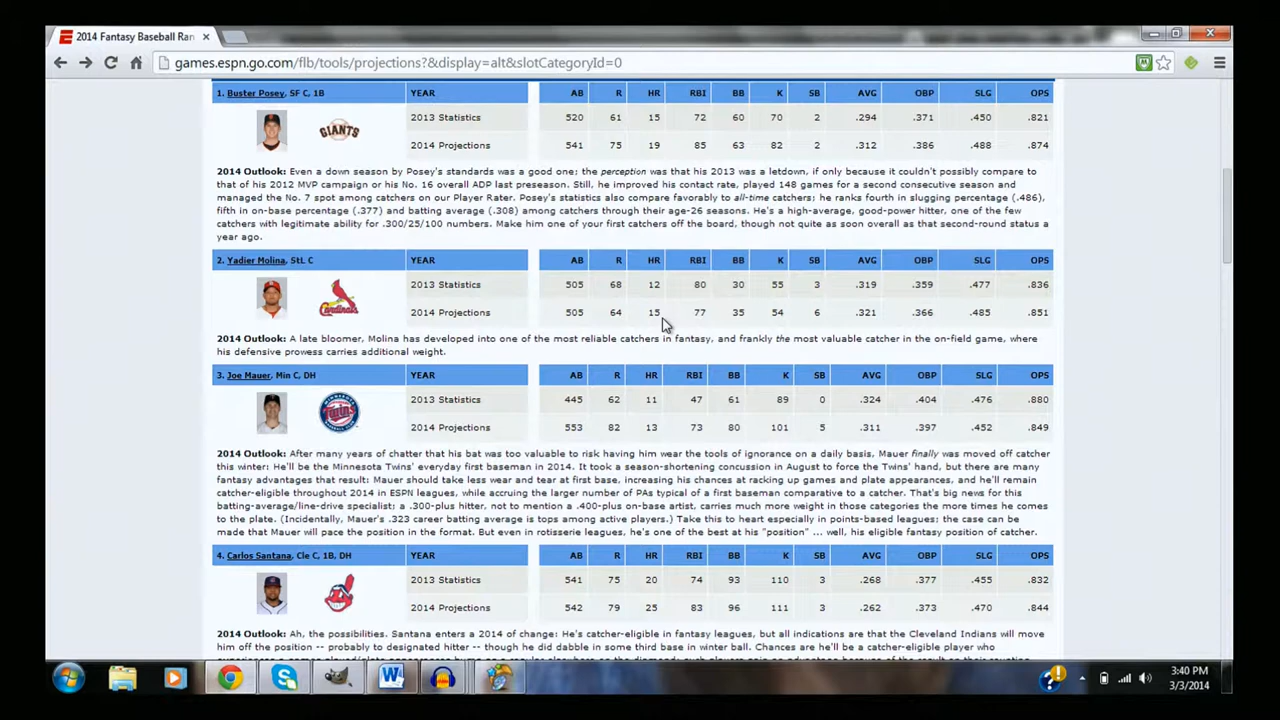 2014 Fantasy Baseball Ran
games.espn.go.com/flb/tools/projections?&display=alt&slotCategoryId=0
1. Buster Posey, SF C, 1B YEAR AB R HR RBI BB K SB AVG OBP SLG OPS
GIANTS
2013 Statistics 520 61 15 72 60 70 2 .294 .371 .450 .821
2014 Projections 541 75 19 85 63 82 2 .312 .386 .488 .874
2014 Outlook: Even a down season by Posey's standards was a good one; the perception was that his 2013 was a letdown, if only because it couldn't possibly compare to
that of his 2012 MVP campaign or his No. 16 overall ADP last preseason. Still, he improved his contact rate, played 148 games for a second consecutive season and
managed the No. 7 spot among catchers on our Player Rater. Posey's statistics also compare favorably to all-time catchers; he ranks fourth in slugging percentage (.486),
fifth in on-base percentage (.377) and batting average (.308) among catchers through their age-26 seasons. He's a high-average, good-power hitter, one of the few
catchers with legitimate ability for .300/25/100 numbers. Make him one of your first catchers off the board, though not quite as soon overall as that second-round status a
year ago.
2. Yadier Molina, StL C YEAR AB R HR RBI BB K SB AVG OBP SLG OPS
Cardinals
2013 Statistics 505 68 12 80 30 55 3 .319 .359 .477 .836
2014 Projections 505 64 15 77 35 54 6 .321 .366 .485 .851
2014 Outlook: A late bloomer, Molina has developed into one of the most reliable catchers in fantasy, and frankly the most valuable catcher in the on-field game, where
his defensive prowess carries additional weight.
3. Joe Mauer, Min C, DH YEAR AB R HR RBI BB K SB AVG OBP SLG OPS
MINNESOTA
Twins
2013 Statistics 445 62 11 47 61 89 0 .324 .404 .476 .880
2014 Projections 553 82 13 73 80 101 5 .311 .397 .452 .849
2014 Outlook: After many years of chatter that his bat was too valuable to risk having him wear the tools of ignorance on a daily basis, Mauer finally was moved off catcher
this winter: He'll be the Minnesota Twins' everyday first baseman in 2014. It took a season-shortening concussion in August to force the Twins' hand, but there are many
fantasy advantages that result: Mauer should take less wear and tear at first base, increasing his chances at racking up games and plate appearances, and he'll remain
catcher-eligible throughout 2014 in ESPN leagues, while accruing the larger number of PAs typical of a first baseman comparative to a catcher. That's big news for this
batting-average/line-drive specialist; a .300-plus hitter, not to mention a .400-plus on-base artist, carries much more weight in those categories the more times he comes
to the plate. (Incidentally, Mauer's .323 career batting average is tops among active players.) Take this to heart especially in points-based leagues; the case can be
made that Mauer will pace the position in the format. But even in rotisserie leagues, he's one of the best at his "position" ... well, his eligible fantasy position of catcher.
4. Carlos Santana, Cle C, 1B, DH YEAR AB R HR RBI BB K SB AVG OBP SLG OPS
2013 Statistics 541 75 20 74 93 110 3 .268 .377 .455 .832
2014 Projections 542 79 25 83 96 111 3 .262 .373 .470 .844
2014 Outlook: Ah, the possibilities. Santana enters a 2014 of change: He's catcher-eligible in fantasy leagues, but all indications are that the Cleveland Indians will move
him off the position -- probably to designated hitter -- though he did dabble in some third base in winter ball. Chances are he'll be a catcher-eligible player who
3:40 PM
3/3/2014